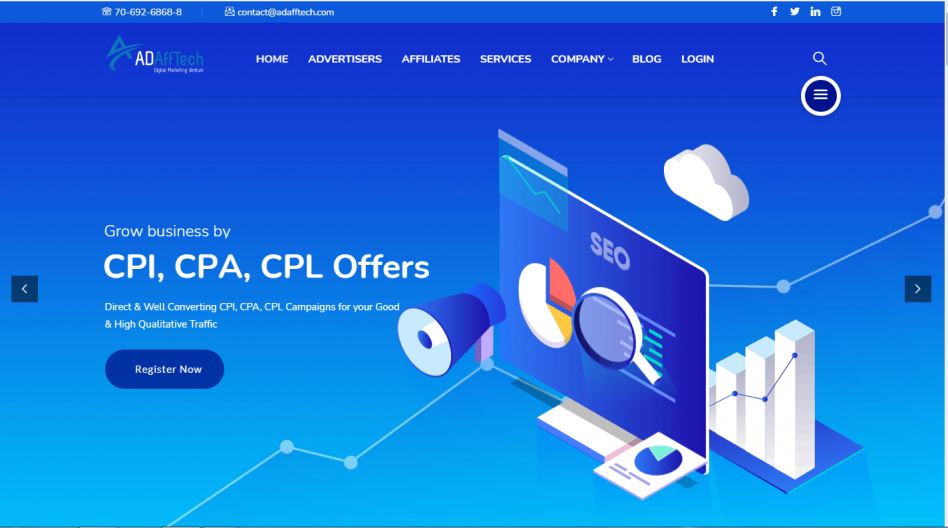 70-692-6868-8
contact@adafftech.com
ADAffTech
Digital Marketing Venture
HOME ADVERTISERS AFFILIATES SERVICES COMPANY BLOG LOGIN
Grow business by
CPI, CPA, CPL Offers
Direct & Well Converting CPI, CPA, CPL Campaigns for your Good
& High Qualitative Traffic
Register Now
SEO